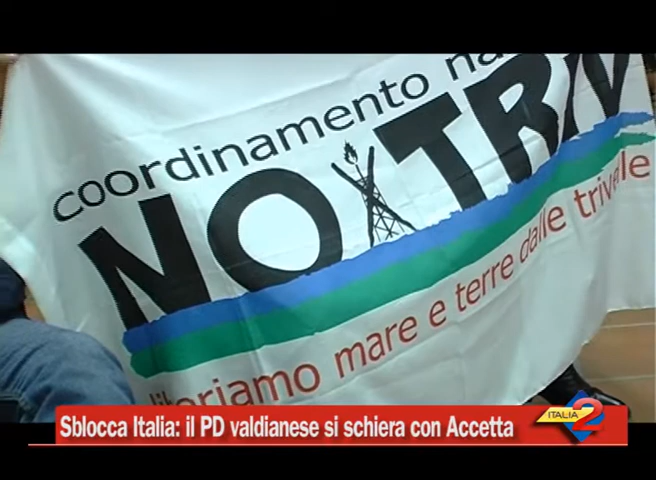 coordinamento na
NO TRIV
liberiamo mare e terre dalle trivelle
Sblocca Italia: il PD valdianese si schiera con Accetta
ITALIA 2